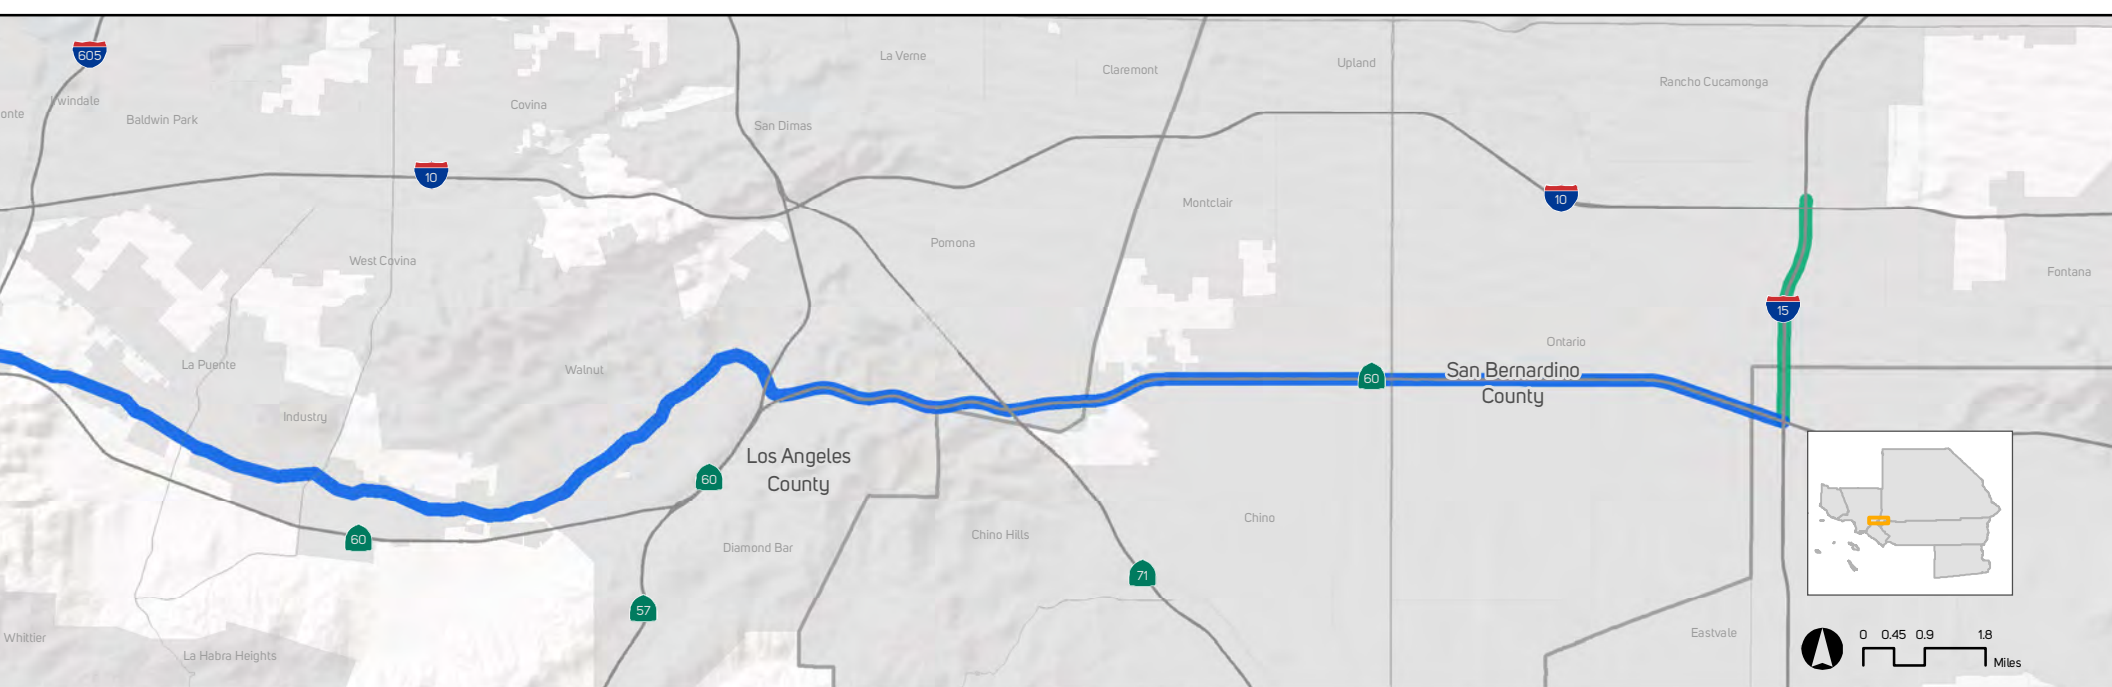 605
La Verne
Claremont
Upland
Rancho Cucamonga
Irwindale
onte
Baldwin Park
Covina
San Dimas
10
10
Montclair
Pomona
West Covina
Fontana
15
La Puente
Walnut
Ontario
60
San Bernardino
County
Industry
Los Angeles
County
60
60
Diamond Bar
Chino Hills
Chino
71
57
Whittier
La Habra Heights
Eastvale
0 0.45 0.9 1.8
Miles